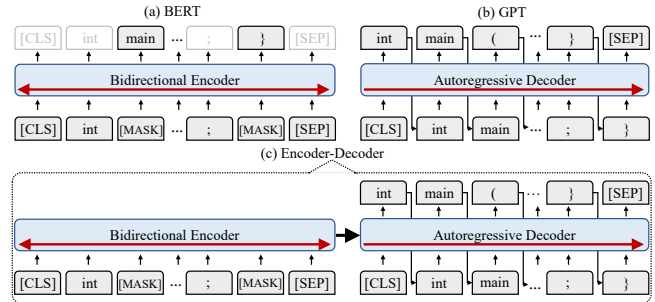 (a) BERT
[CLS] int main ... ; } [SEP]
Bidirectional Encoder
[CLS] int [MASK] ... ; [MASK] [SEP]
(b) GPT
int main ( ... } [SEP]
Autoregressive Decoder
[CLS] int main ... ; }
(c) Encoder-Decoder
int main ( ... } [SEP]
Bidirectional Encoder
Autoregressive Decoder
[CLS] int [MASK] ... ; [MASK] [SEP]
[CLS] int main ... ; }